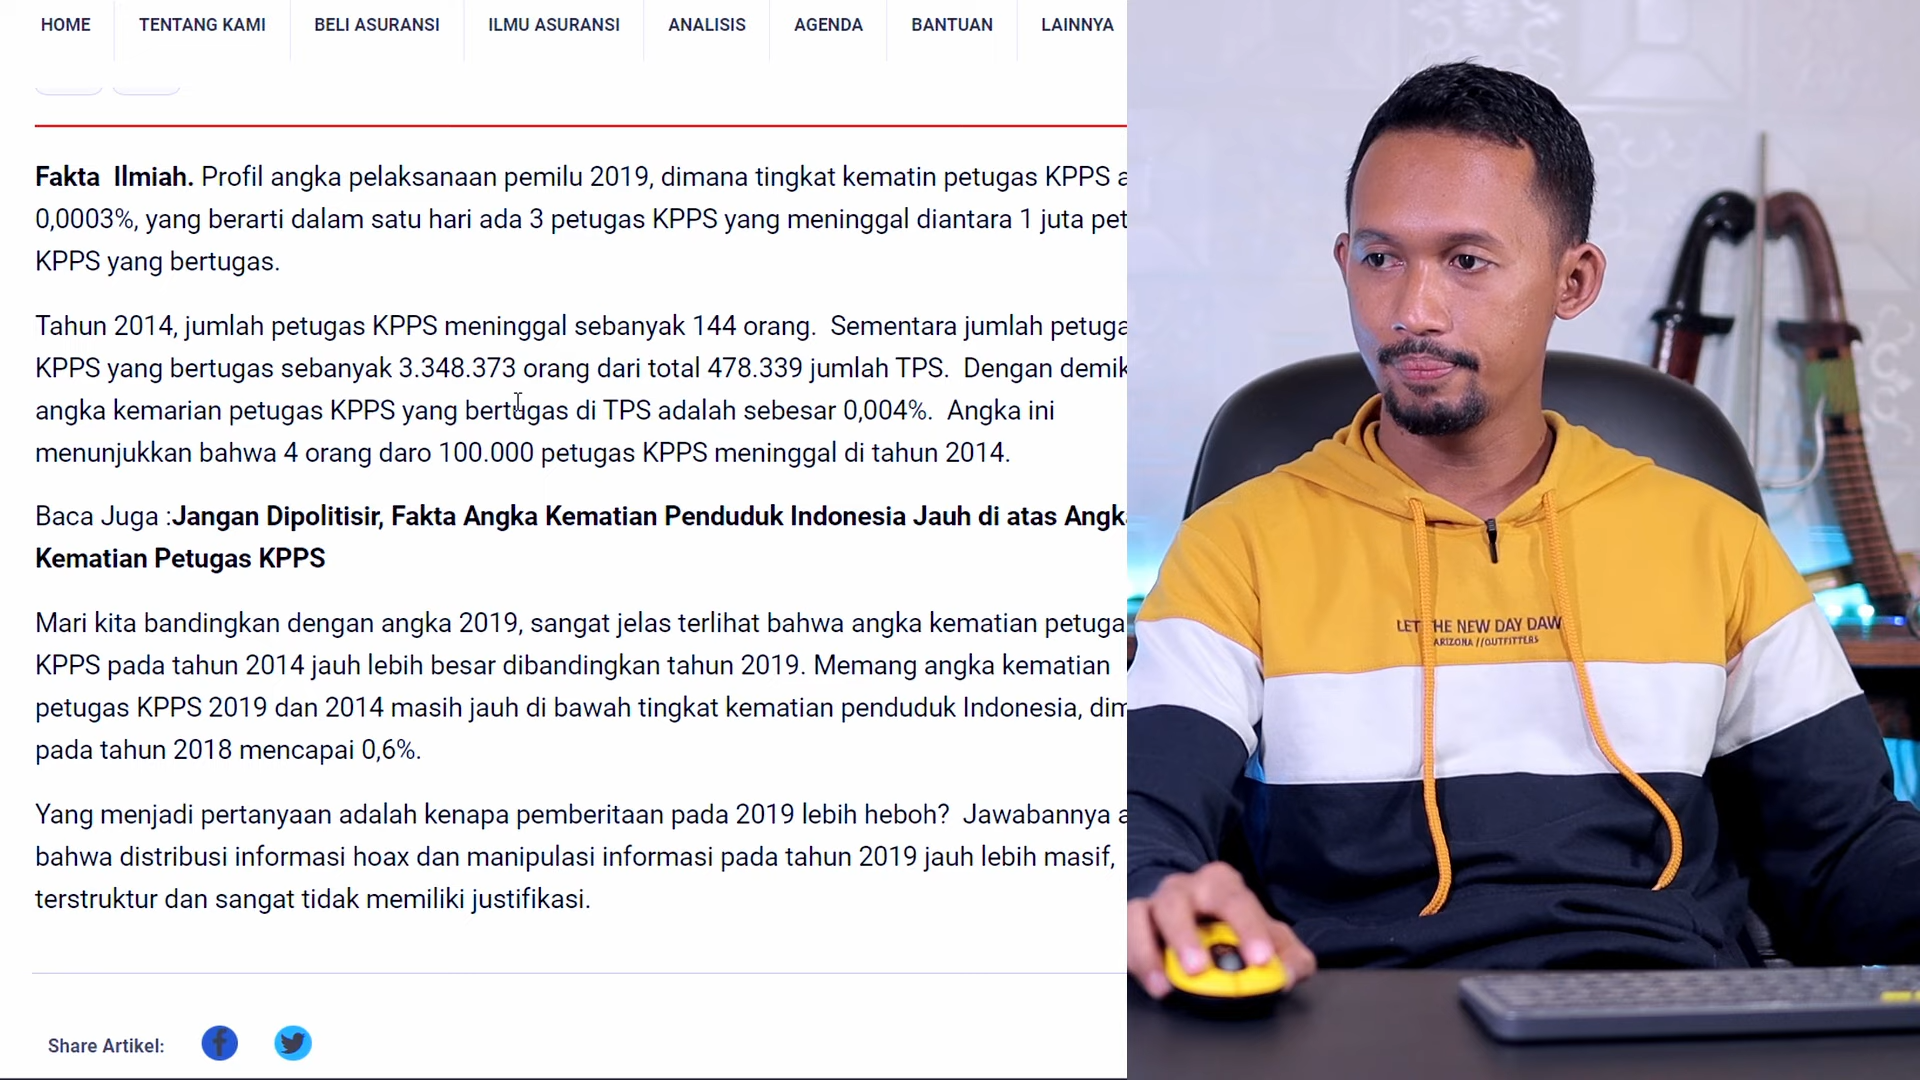 HOME TENTANG KAMI BELI ASURANSI ILMU ASURANSI ANALISIS AGENDA BANTUAN LAINNYA
Fakta Ilmiah. Profil angka pelaksanaan pemilu 2019, dimana tingkat kematin petugas KPPS a
0,0003%, yang berarti dalam satu hari ada 3 petugas KPPS yang meninggal diantara 1 juta pet
KPPS yang bertugas.
Tahun 2014, jumlah petugas KPPS meninggal sebanyak 144 orang. Sementara jumlah petuga
KPPS yang bertugas sebanyak 3.348.373 orang dari total 478.339 jumlah TPS. Dengan demik
angka kemarian petugas KPPS yang bertugas di TPS adalah sebesar 0,004%. Angka ini
menunjukkan bahwa 4 orang daro 100.000 petugas KPPS meninggal di tahun 2014.
Baca Juga :Jangan Dipolitisir, Fakta Angka Kematian Penduduk Indonesia Jauh di atas Angka
Kematian Petugas KPPS
Mari kita bandingkan dengan angka 2019, sangat jelas terlihat bahwa angka kematian petuga
KPPS pada tahun 2014 jauh lebih besar dibandingkan tahun 2019. Memang angka kematian
petugas KPPS 2019 dan 2014 masih jauh di bawah tingkat kematian penduduk Indonesia, dim
pada tahun 2018 mencapai 0,6%.
Yang menjadi pertanyaan adalah kenapa pemberitaan pada 2019 lebih heboh? Jawabannya a
bahwa distribusi informasi hoax dan manipulasi informasi pada tahun 2019 jauh lebih masif,
terstruktur dan sangat tidak memiliki justifikasi.
Share Artikel:
LET THE NEW DAY DAW
ARIZONA //OUTFITTERS